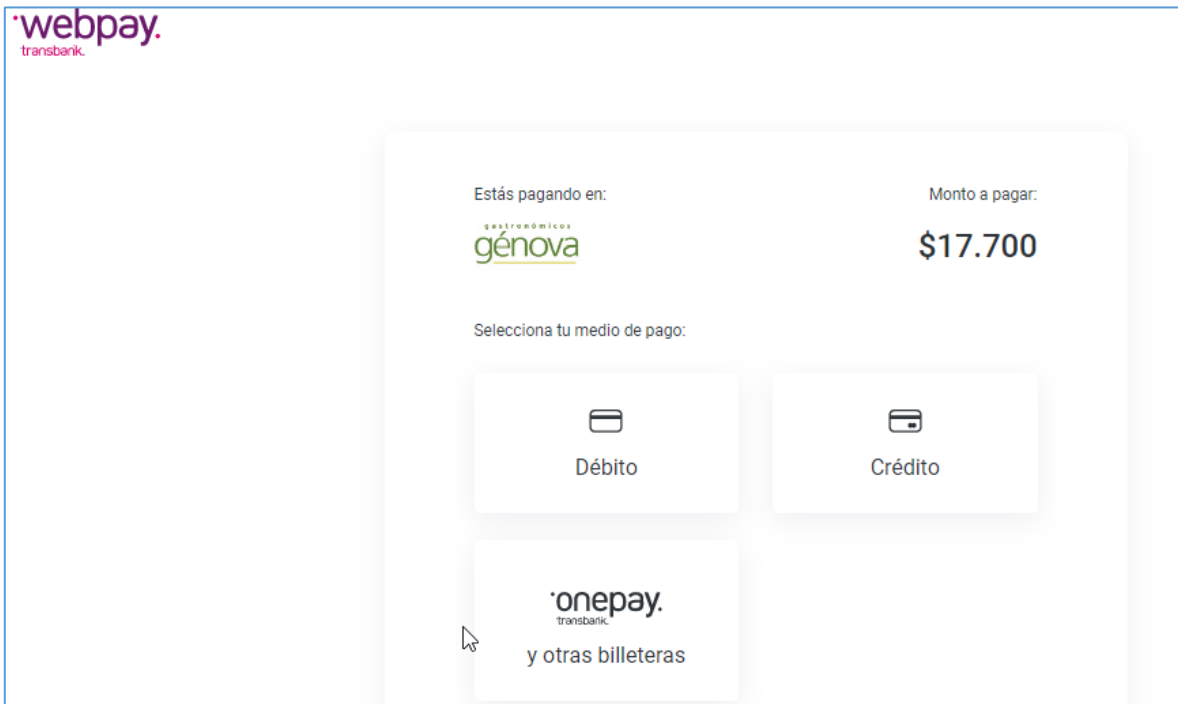 webpay.
transbank.
Estás pagando en:
Monto a pagar:
gastronómicos
génova
$17.700
Selecciona tu medio de pago:
Débito
Crédito
onepay.
transbank.
y otras billeteras